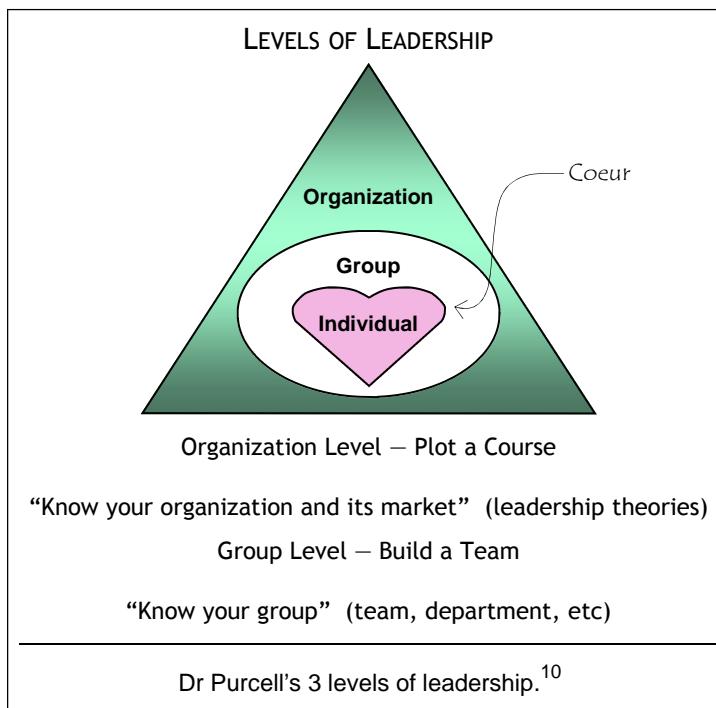 LEVELS OF LEADERSHIP
Coeur
Organization
Group
Individual
Organization Level – Plot a Course
“Know your organization and its market” (leadership theories)
Group Level – Build a Team
“Know your group” (team, department, etc)
Dr Purcell's 3 levels of leadership.10